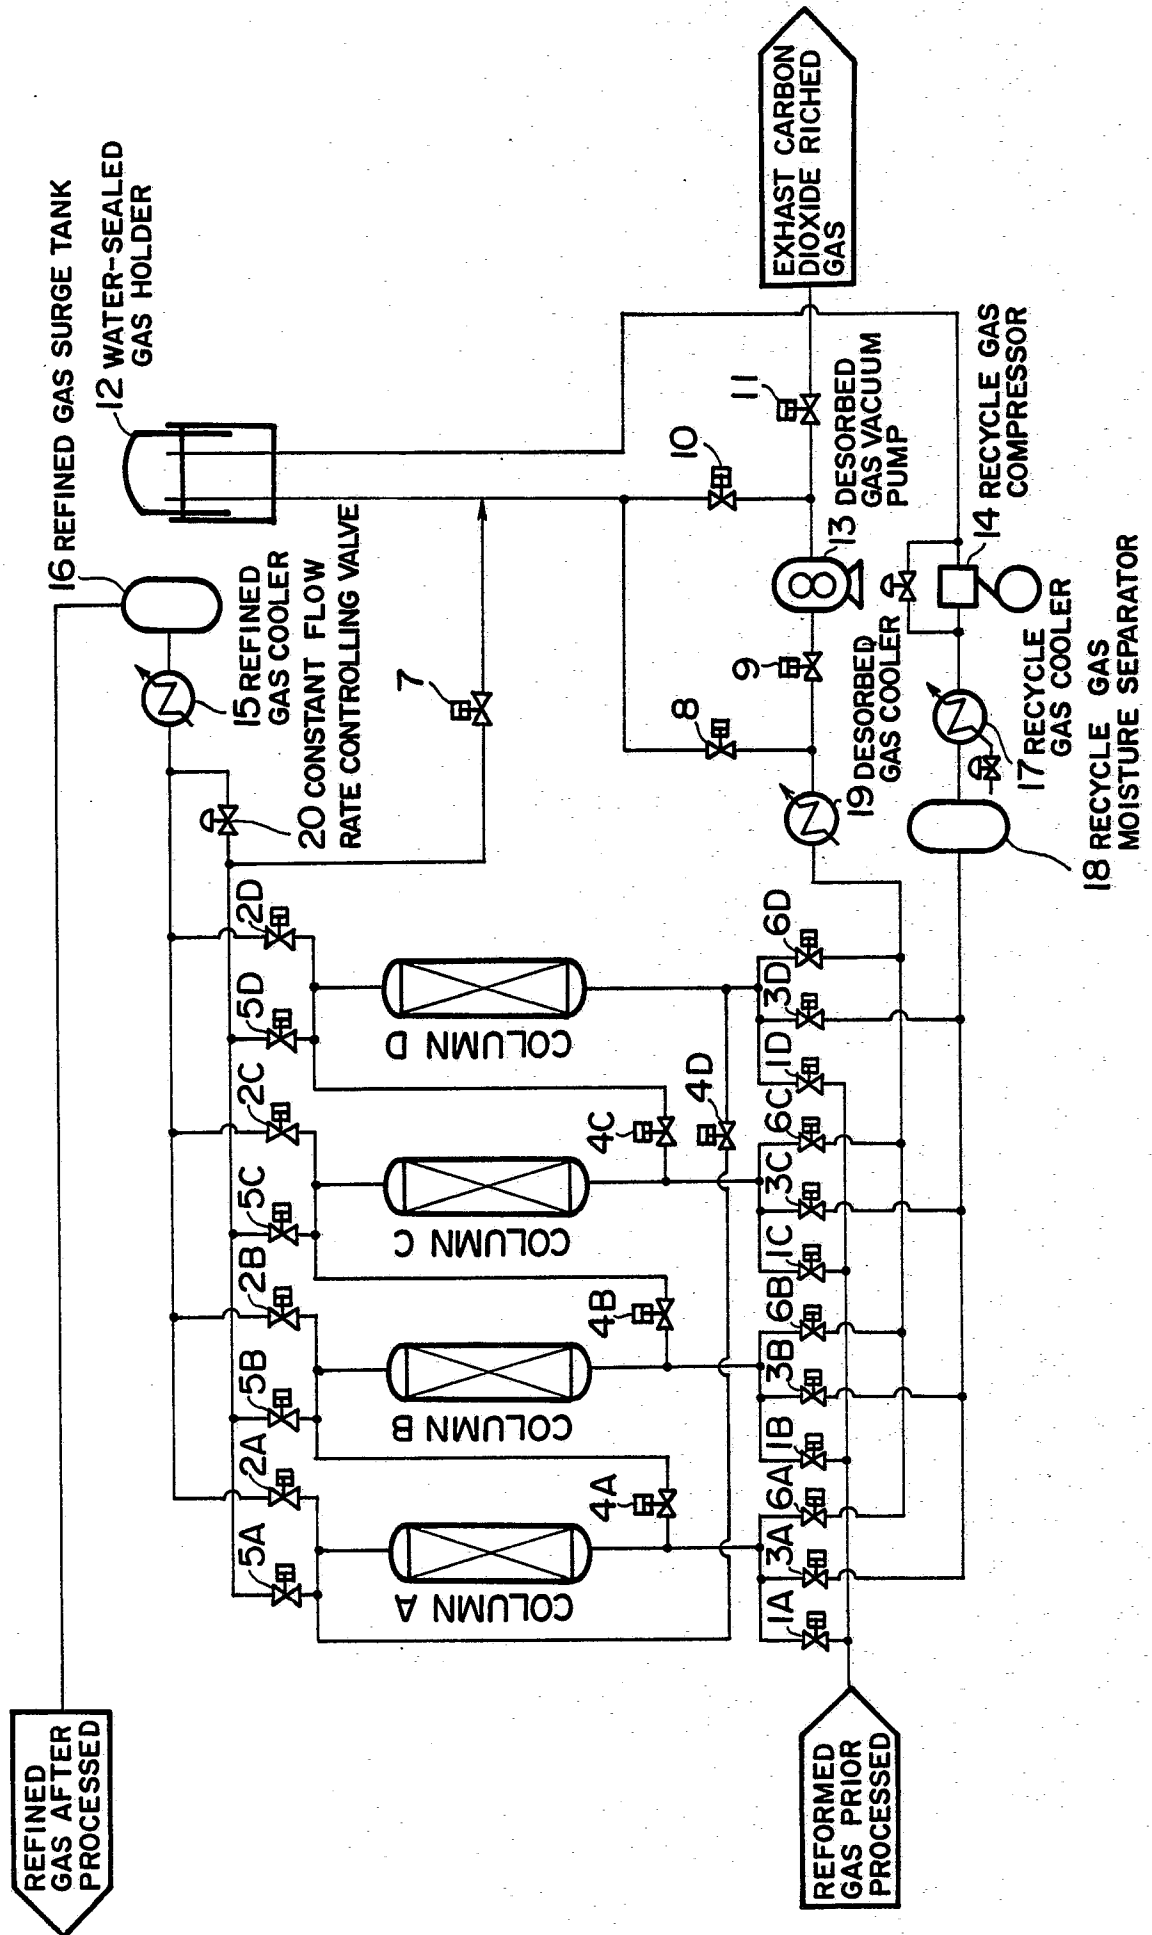 REFINED
GAS AFTER
PROCESSED
16 REFINED GAS SURGE TANK
12 WATER-SEALED
GAS HOLDER
15 REFINED
GAS COOLER
20 CONSTANT FLOW
RATE CONTROLLING VALVE
7
5A
2A
5B
2B
5C
2C
5D
2D
COLUMN A
COLUMN B
COLUMN C
COLUMN D
4A
4B
4C
4D
8
9
10
11
13 DESORBED
GAS VACUUM
PUMP
EXHAST CARBON
DIOXIDE RICHED
GAS
1A
3A
6A
1B
3B
6B
1C
3C
6C
1D
3D
6D
19 DESORBED
GAS COOLER
14 RECYCLE GAS
COMPRESSOR
17 RECYCLE
GAS COOLER
18 RECYCLE GAS
MOISTURE SEPARATOR
REFORMED
GAS PRIOR
PROCESSED